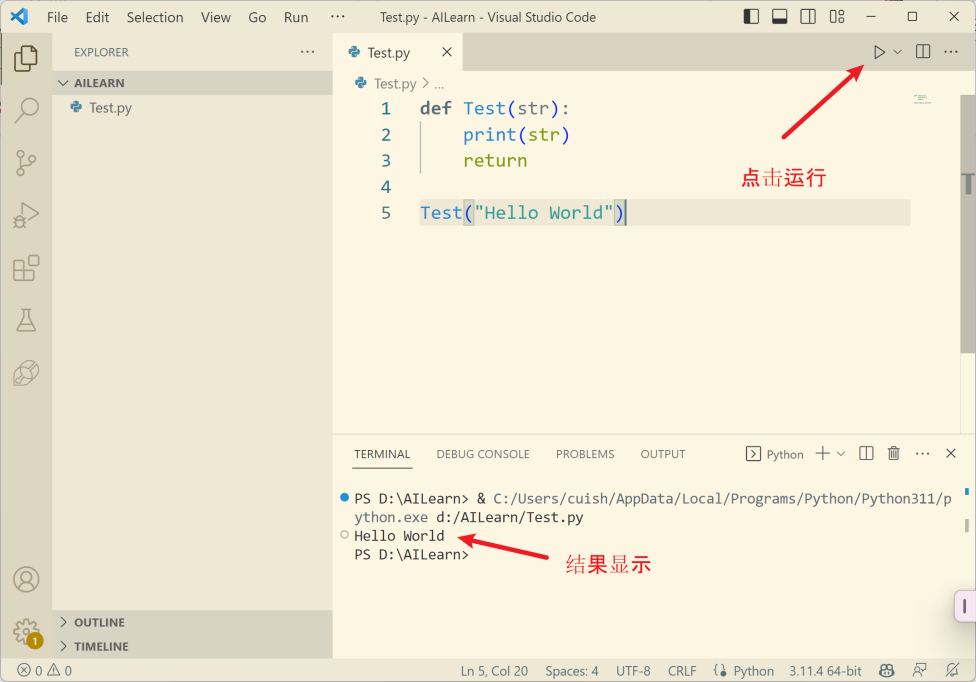 File Edit Selection View Go Run ··· Test.py - AILearn - Visual Studio Code
EXPLORER ···
AILEARN
Test.py
Test.py
Test.py > ...
1 def Test(str):
2     print(str)
3     return
4
5 Test("Hello World")
点击运行
TERMINAL DEBUG CONSOLE PROBLEMS OUTPUT Python
PS D:\AILearn> & C:/Users/cuish/AppData/Local/Programs/Python/Python311/p
ython.exe d:/AILearn/Test.py
Hello World
PS D:\AILearn>
结果显示
OUTLINE
TIMELINE
1
0 0 Ln 5, Col 20 Spaces: 4 UTF-8 CRLF Python 3.11.4 64-bit